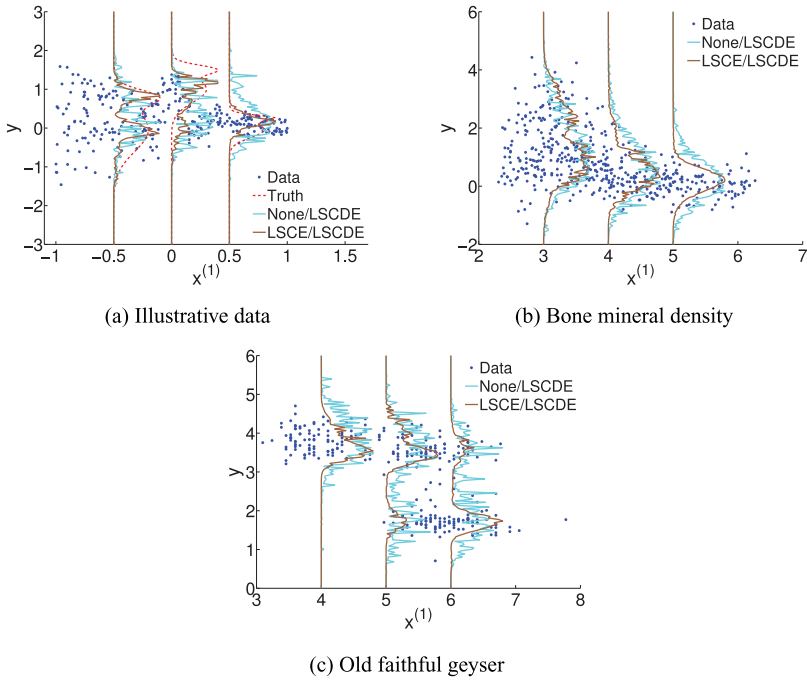 3
2
1
0
−1
−2
−3
y
−1 −0.5 0 0.5 1 1.5
x(1)
Data
Truth
None/LSCDE
LSCE/LSCDE
(a) Illustrative data
6
4
2
0
−2
y
2 3 4 5 6 7
x(1)
Data
None/LSCDE
LSCE/LSCDE
(b) Bone mineral density
6
5
4
3
2
1
0
y
3 4 5 6 7 8
x(1)
Data
None/LSCDE
LSCE/LSCDE
(c) Old faithful geyser